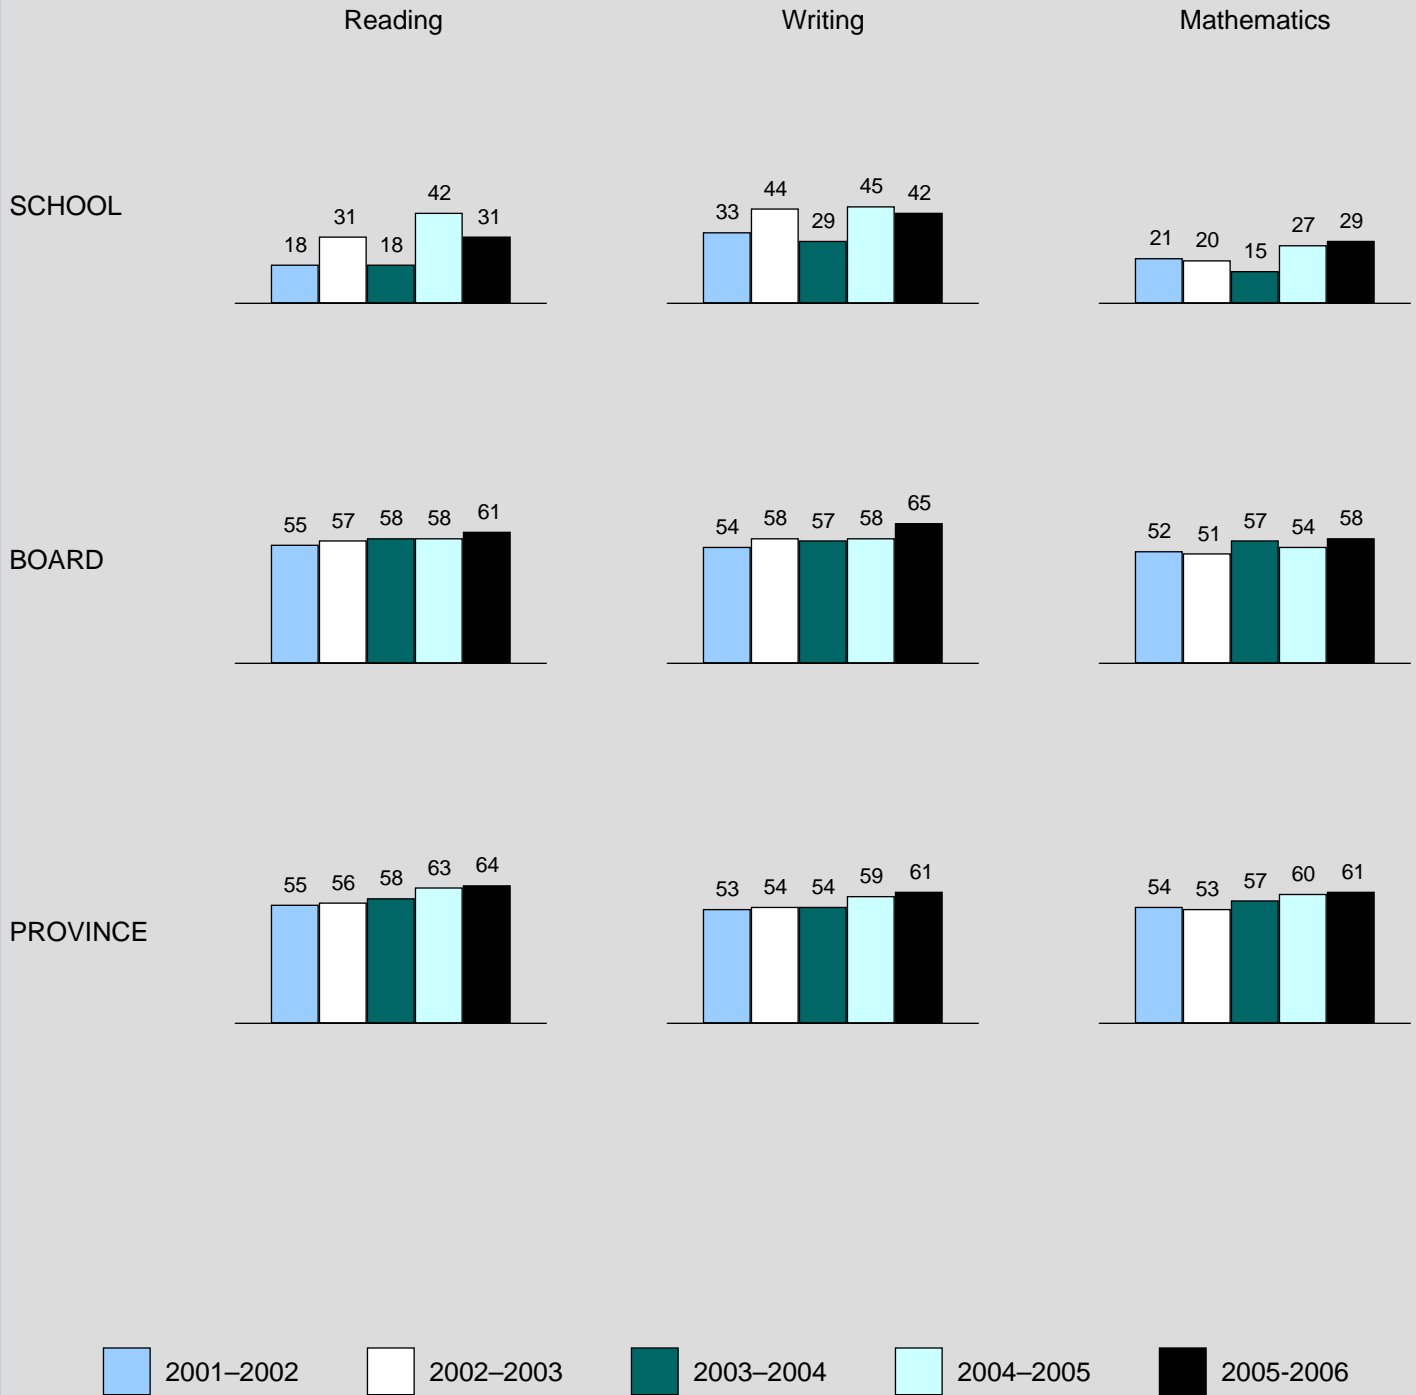 Reading Writing Mathematics
SCHOOL
18 31 18 42 31
33 44 29 45 42
21 20 15 27 29
BOARD
55 57 58 58 61
54 58 57 58 65
52 51 57 54 58
PROVINCE
55 56 58 63 64
53 54 54 59 61
54 53 57 60 61
2001–2002 2002–2003 2003–2004 2004–2005 2005-2006